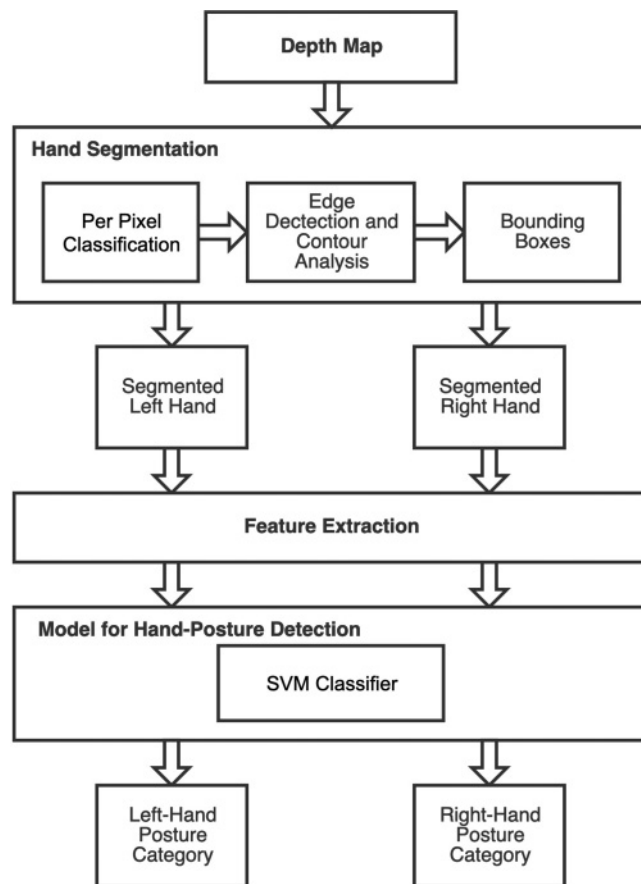 Depth Map
Hand Segmentation
Per Pixel
Classification
Edge
Dectection and
Contour
Analysis
Bounding
Boxes
Segmented
Left Hand
Segmented
Right Hand
Feature Extraction
Model for Hand-Posture Detection
SVM Classifier
Left-Hand
Posture
Category
Right-Hand
Posture
Category